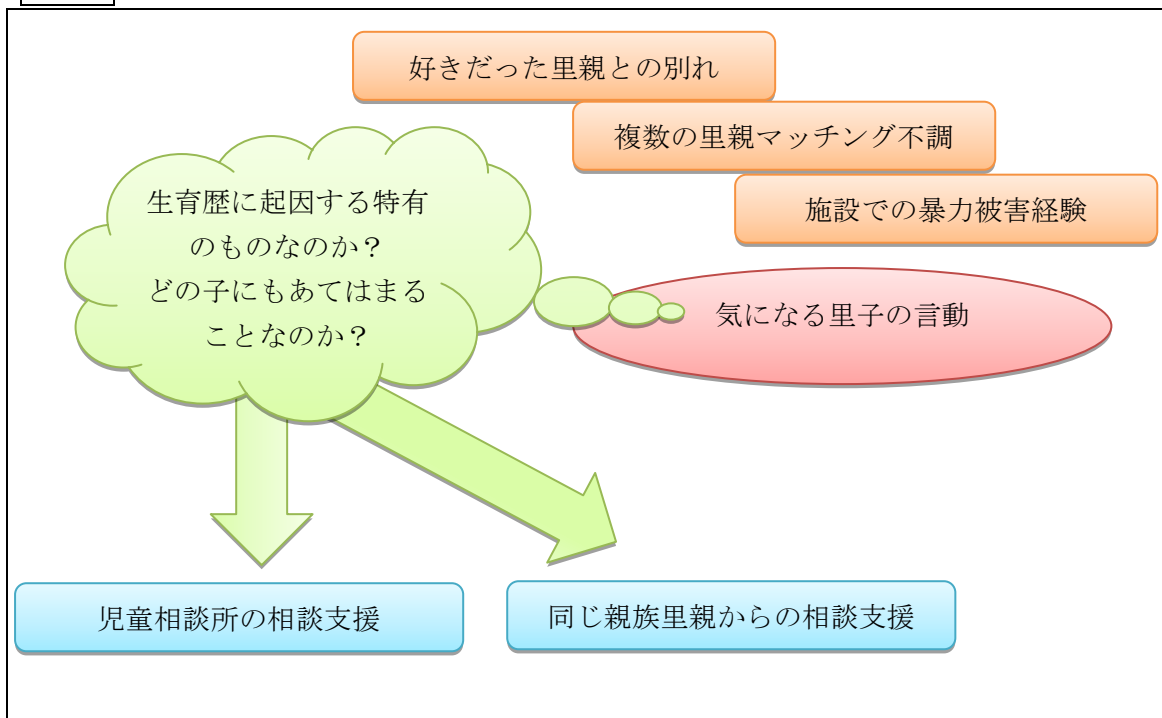 好きだった里親との別れ
複数の里親マッチング不調
施設での暴力被害経験
生育歴に起因する特有
のものなのか？
どの子にもあてはまる
ことなのか？
気になる里子の言動
児童相談所の相談支援
同じ親族里親からの相談支援